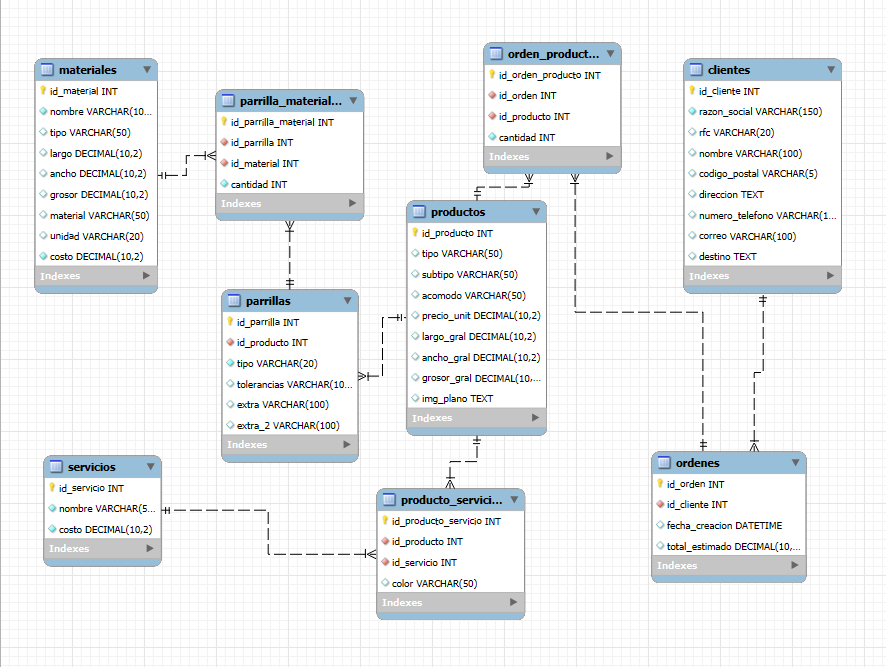 materiales
id_material INT
nombre VARCHAR(10...
tipo VARCHAR(50)
largo DECIMAL(10,2)
ancho DECIMAL(10,2)
grosor DECIMAL(10,2)
material VARCHAR(50)
unidad VARCHAR(20)
costo DECIMAL(10,2)
Indexes
parrilla_material...
id_parrilla_material INT
id_parrilla INT
id_material INT
cantidad INT
Indexes
orden_product...
id_orden_producto INT
id_orden INT
id_producto INT
cantidad INT
Indexes
clientes
id_cliente INT
razon_social VARCHAR(150)
rfc VARCHAR(20)
nombre VARCHAR(100)
codigo_postal VARCHAR(5)
direccion TEXT
numero_telefono VARCHAR(1...
correo VARCHAR(100)
destino TEXT
Indexes
productos
id_producto INT
tipo VARCHAR(50)
subtipo VARCHAR(50)
acomodo VARCHAR(50)
precio_unit DECIMAL(10,2)
largo_gral DECIMAL(10,2)
ancho_gral DECIMAL(10,2)
grosor_gral DECIMAL(10,...
img_plano TEXT
Indexes
parrillas
id_parrilla INT
id_producto INT
tipo VARCHAR(20)
tolerancias VARCHAR(10...
extra VARCHAR(100)
extra_2 VARCHAR(100)
Indexes
servicios
id_servicio INT
nombre VARCHAR(5...
costo DECIMAL(10,2)
Indexes
producto_servici...
id_producto_servicio INT
id_producto INT
id_servicio INT
color VARCHAR(50)
Indexes
ordenes
id_orden INT
id_cliente INT
fecha_creacion DATETIME
total_estimado DECIMAL(10,...
Indexes